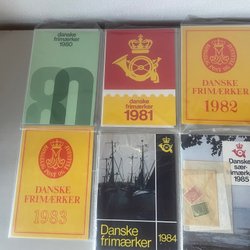 danske
frimærker
1980
80
danske
frimærker
1981
DANSKE
FRIMÆRKER
1982
DANSKE
FRIMÆRKER
1983
Danske
frimærker 1984
Danske
sær-
frimærker
1985